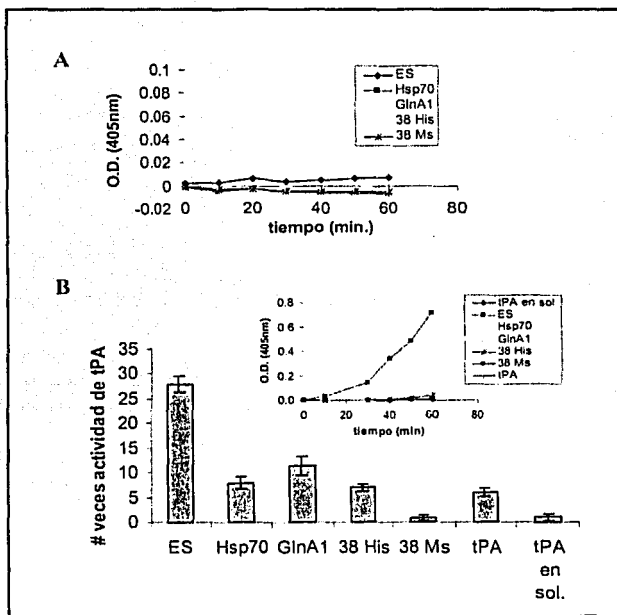 A
0.1
0.08
0.06
0.04
0.02
0
-0.02
O.D. (405nm)
0 20 40 60 80
tiempo (min.)
ES
Hsp70
GlnA1
38 His
38 Ms
B
0.8
0.6
0.4
0.2
0.0
O.D. (405nm)
0 20 40 60 80
tiempo (min)
tPA en sol
ES
Hsp70
GlnA1
38 His
38 Ms
tPA
35
30
25
20
15
10
5
0
# veces actividad de tPA
ES Hsp70 GlnA1 38 His 38 Ms tPA tPA
en
sol.